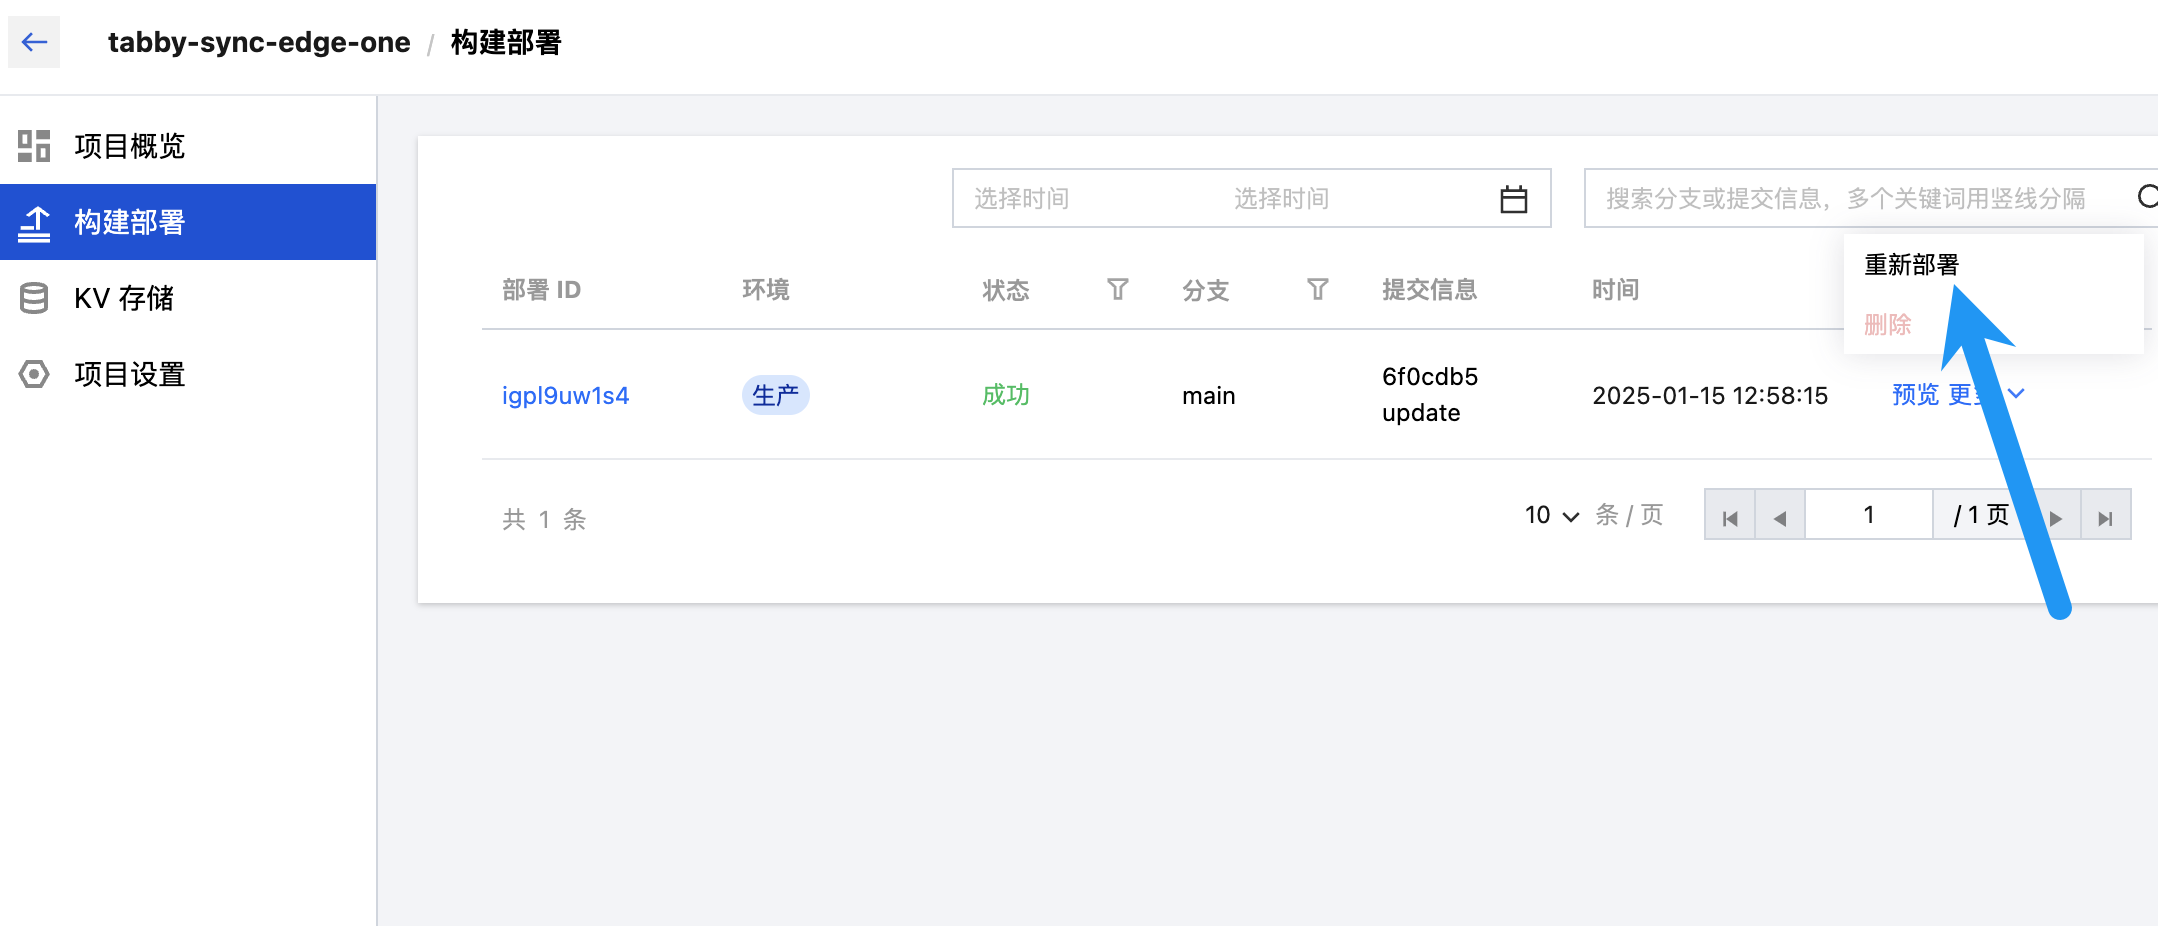 tabby-sync-edge-one / 构建部署
项目概览
构建部署
KV 存储
项目设置
选择时间 选择时间
搜索分支或提交信息，多个关键词用竖线分隔
重新部署
删除
部署 ID 环境 状态 分支 提交信息 时间
igpl9uw1s4 生产 成功 main 6f0cdb5 2025-01-15 12:58:15 预览 更多
update
共 1 条 10 条 / 页 1 / 1 页